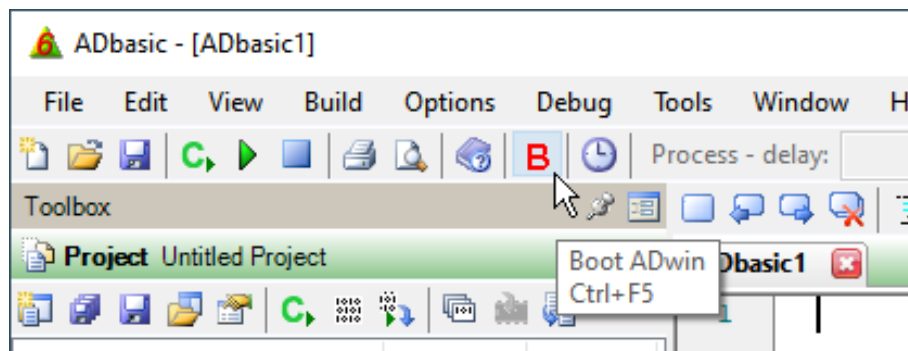 ADbasic - [ADbasic1]
File Edit View Build Options Debug Tools Window H
C B Process - delay:
Toolbox
Project Untitled Project
Boot ADwin
Ctrl+F5
Dbasic1
C
1